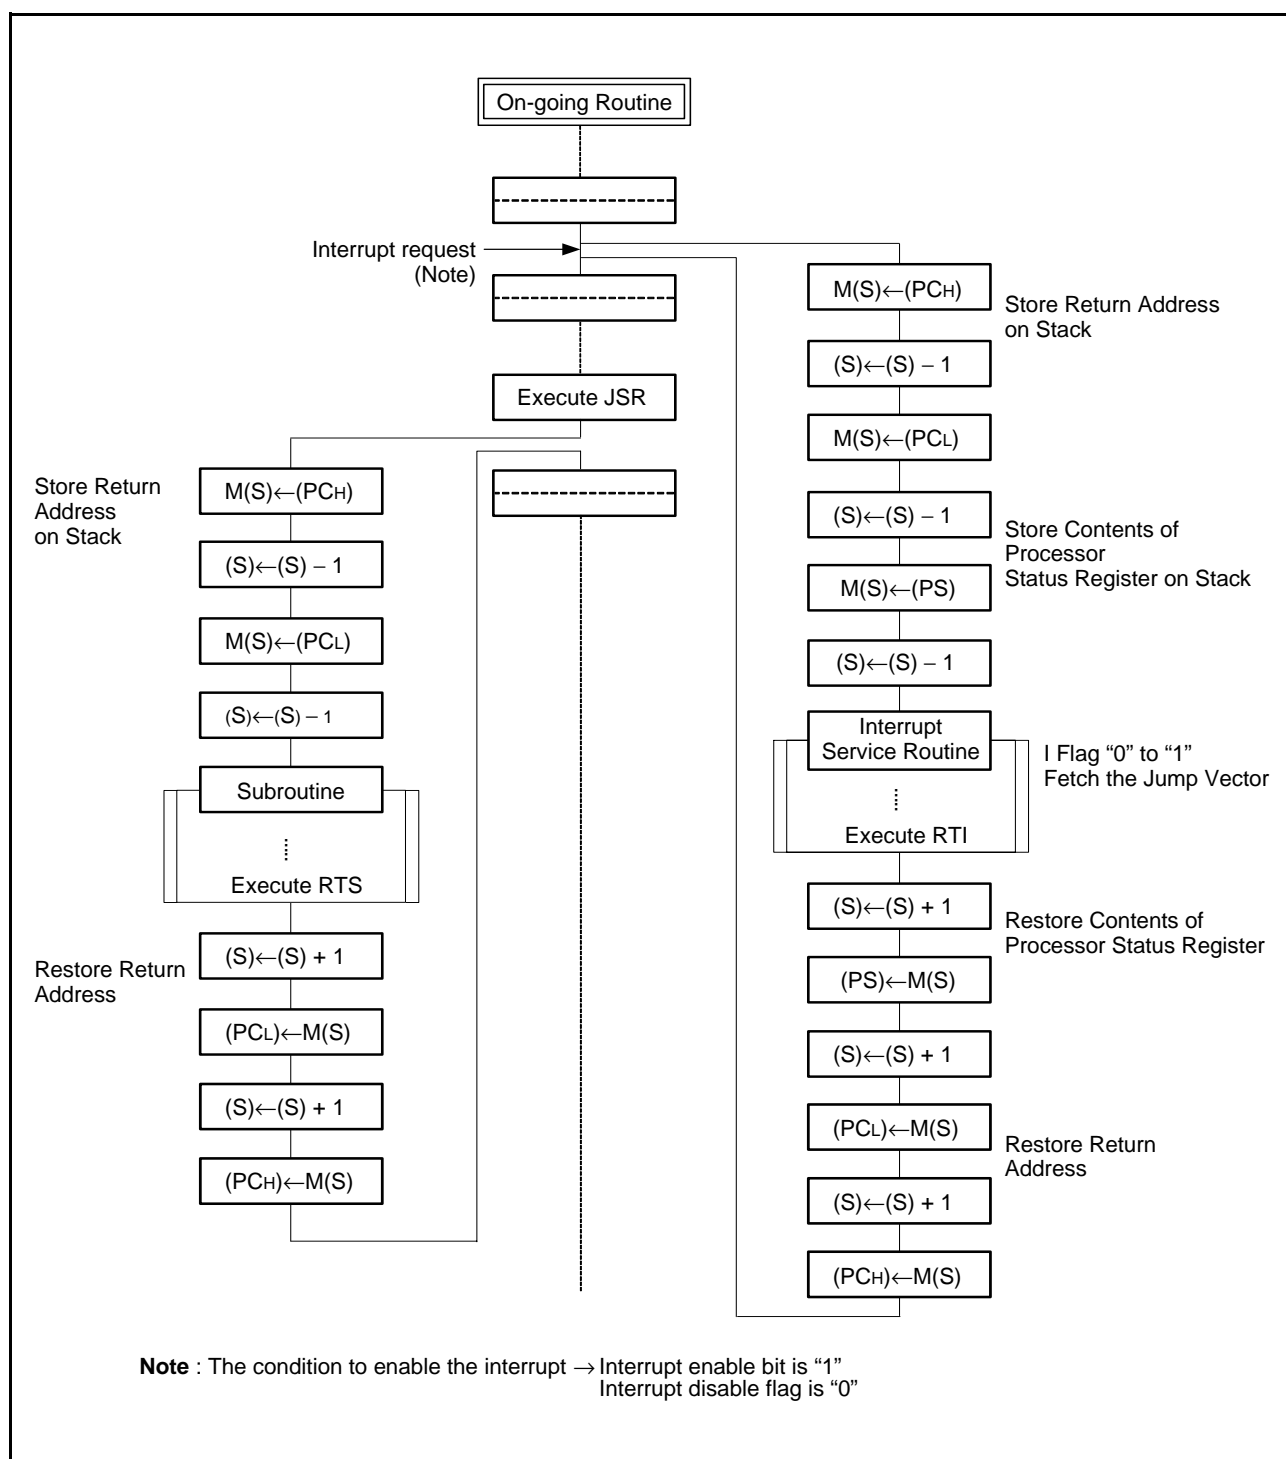 On-going Routine
Interrupt request
(Note)
Execute JSR
Store Return
Address
on Stack
M(S)←(PCH)
(S)←(S) – 1
M(S)←(PCL)
(S)←(S) – 1
Subroutine
Execute RTS
Restore Return
Address
(S)←(S) + 1
(PCL)←M(S)
(S)←(S) + 1
(PCH)←M(S)
M(S)←(PCH)
Store Return Address
on Stack
(S)←(S) – 1
M(S)←(PCL)
(S)←(S) – 1
Store Contents of
Processor
Status Register on Stack
M(S)←(PS)
(S)←(S) – 1
Interrupt
Service Routine
I Flag “0” to “1”
Fetch the Jump Vector
Execute RTI
(S)←(S) + 1
Restore Contents of
Processor Status Register
(PS)←M(S)
(S)←(S) + 1
(PCL)←M(S)
Restore Return
Address
(S)←(S) + 1
(PCH)←M(S)
Note : The condition to enable the interrupt → Interrupt enable bit is “1”
Interrupt disable flag is “0”